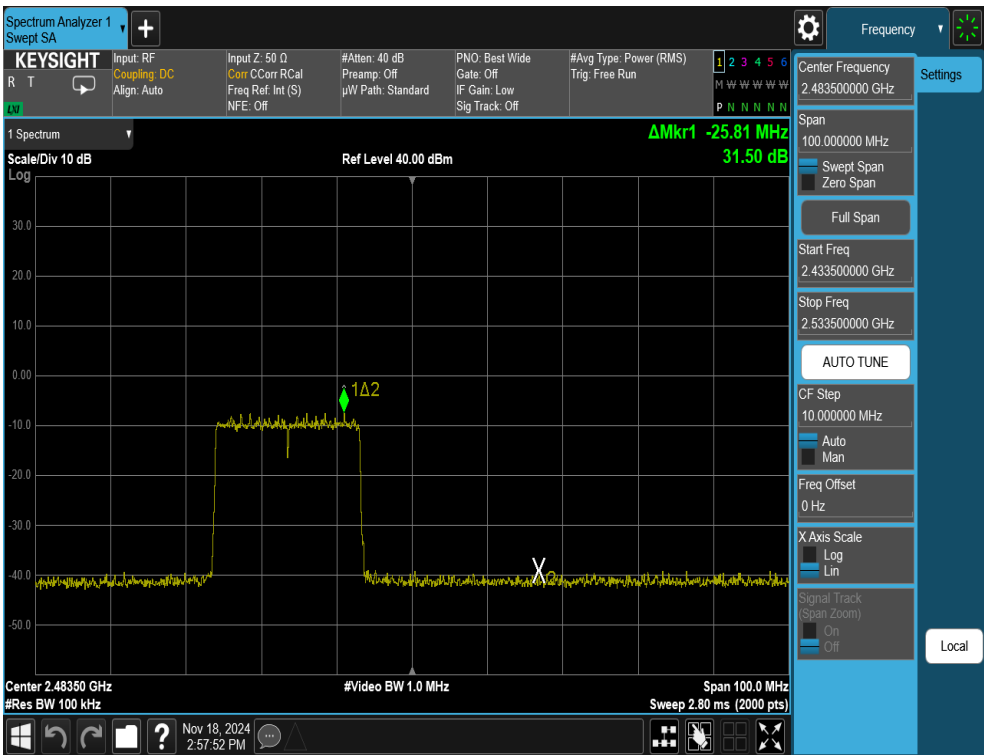 Spectrum Analyzer 1
Swept SA
Frequency
KEYSIGHT
R T
LXI
Input: RF
Coupling: DC
Align: Auto
Input Z: 50 Ω
Corr CCorr RCal
Freq Ref: Int (S)
NFE: Off
#Atten: 40 dB
Preamp: Off
µW Path: Standard
PNO: Best Wide
Gate: Off
IF Gain: Low
Sig Track: Off
#Avg Type: Power (RMS)
Trig: Free Run
1 2 3 4 5 6
M W W W W W
P N N N N N
1 Spectrum
Scale/Div 10 dB
Log
Ref Level 40.00 dBm
ΔMkr1 -25.81 MHz
31.50 dB
30.0
20.0
10.0
0.00
-10.0
-20.0
-30.0
-40.0
-50.0
1Δ2
X
2
Center 2.48350 GHz
#Res BW 100 kHz
#Video BW 1.0 MHz
Span 100.0 MHz
Sweep 2.80 ms (2000 pts)
Center Frequency
2.483500000 GHz
Span
100.000000 MHz
Swept Span
Zero Span
Full Span
Start Freq
2.433500000 GHz
Stop Freq
2.533500000 GHz
AUTO TUNE
CF Step
10.000000 MHz
Auto
Man
Freq Offset
0 Hz
X Axis Scale
Log
Lin
Signal Track
(Span Zoom)
On
Off
Settings
Local
?
Nov 18, 2024
2:57:52 PM